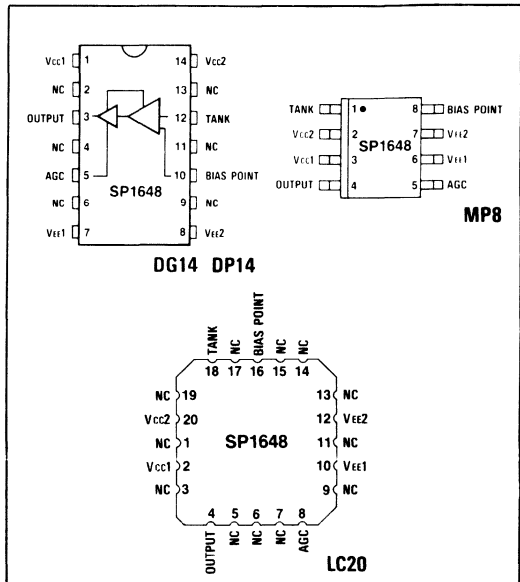 Vcc1 1 14 Vcc2
NC 2 13 NC
OUTPUT 3 12 TANK
NC 4 11 NC
AGC 5 10 BIAS POINT
SP1648
NC 6 9 NC
VEE1 7 8 VEE2
DG14 DP14
TANK 1 8 BIAS POINT
Vcc2 2 7 VEE2
SP1648
Vcc1 3 6 VEE1
OUTPUT 4 5 AGC
MP8
TANK NC BIAS POINT NC NC
18 17 16 15 14
NC 19 13 NC
Vcc2 20 12 VEE2
NC 1 SP1648 11 NC
Vcc1 2 10 VEE1
NC 3 9 NC
4 5 6 7 8
OUTPUT NC NC NC AGC
LC20